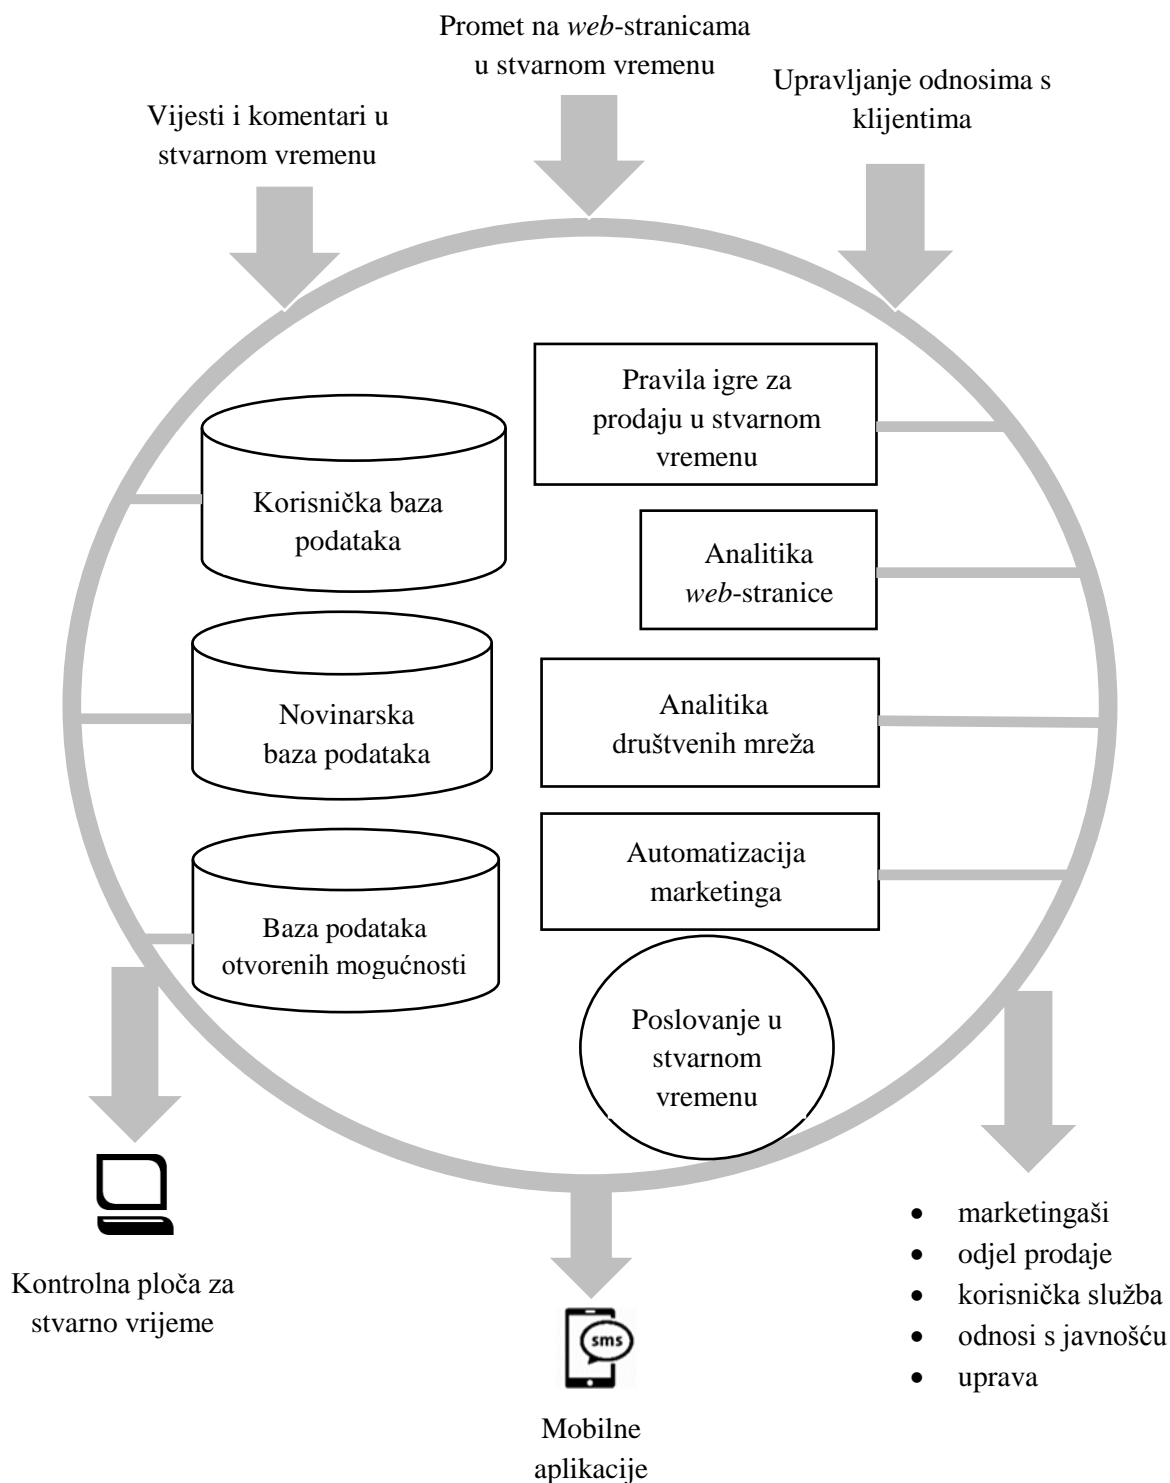 Promet na web-stranicama
u stvarnom vremenu
Upravljanje odnosima s
klijentima
Vijesti i komentari u
stvarnom vremenu
Pravila igre za
prodaju u stvarnom
vremenu
Korisnička baza
podataka
Analitika
web-stranice
Novinarska
baza podataka
Analitika
društvenih mreža
Automatizacija
marketinga
Baza podataka
otvorenih mogućnosti
Poslovanje u
stvarnom
vremenu
Kontrolna ploča za
stvarno vrijeme
sms
Mobilne
aplikacije
• marketingaši
• odjel prodaje
• korisnička služba
• odnosi s javnošću
• uprava